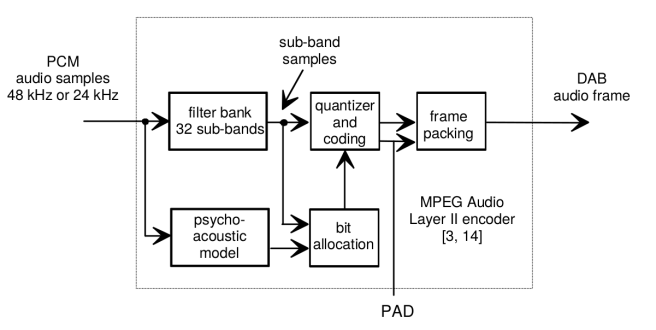 PCM
audio samples
48 kHz or 24 kHz
filter bank
32 sub-bands
sub-band
samples
quantizer
and
coding
frame
packing
DAB
audio frame
psycho-
acoustic
model
bit
allocation
MPEG Audio
Layer II encoder
[3, 14]
PAD